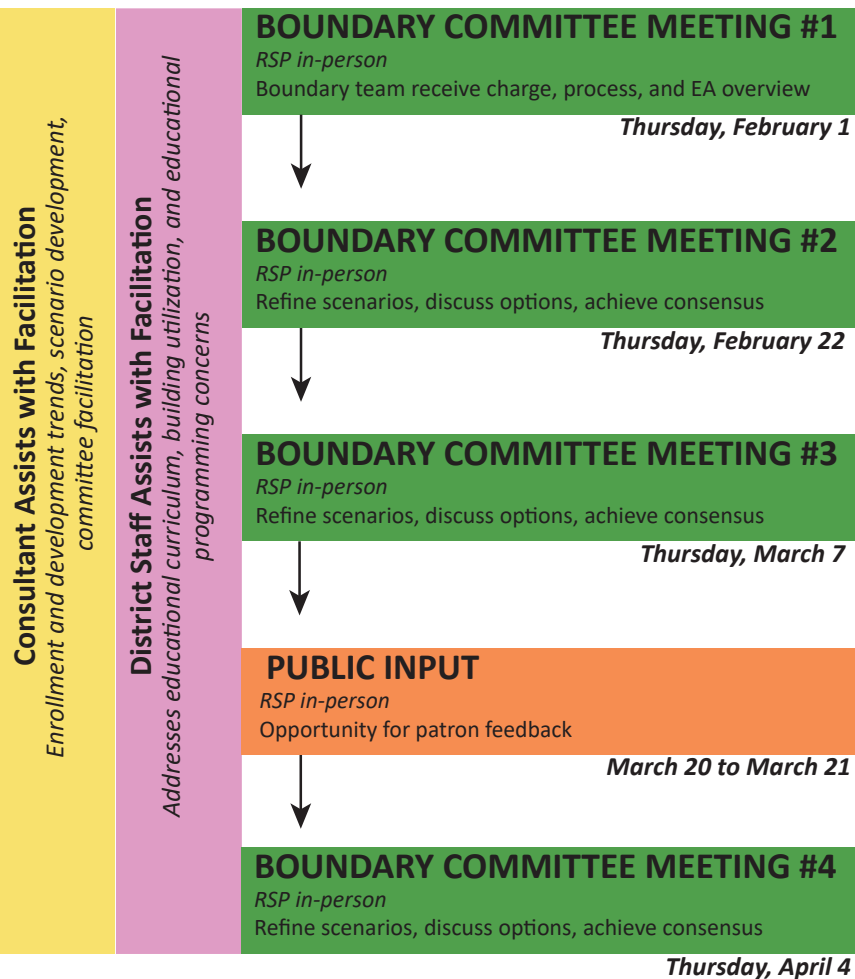 Consultant Assists with Facilitation
Enrollment and development trends, scenario development,
committee facilitation
District Staff Assists with Facilitation
Addresses educational curriculum, building utilization, and educational
programming concerns
BOUNDARY COMMITTEE MEETING #1
RSP in-person
Boundary team receive charge, process, and EA overview
Thursday, February 1
BOUNDARY COMMITTEE MEETING #2
RSP in-person
Refine scenarios, discuss options, achieve consensus
Thursday, February 22
BOUNDARY COMMITTEE MEETING #3
RSP in-person
Refine scenarios, discuss options, achieve consensus
Thursday, March 7
PUBLIC INPUT
RSP in-person
Opportunity for patron feedback
March 20 to March 21
BOUNDARY COMMITTEE MEETING #4
RSP in-person
Refine scenarios, discuss options, achieve consensus
Thursday, April 4